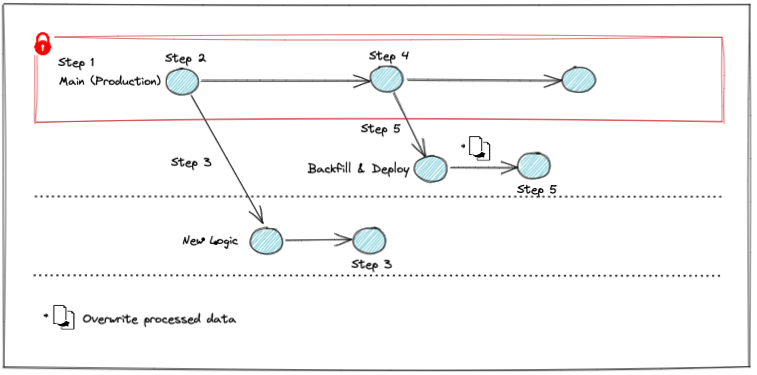 Step 1
Step 2
Step 4
Main (Production)
Step 5
Step 3
Backfill & Deploy
*
Step 5
New Logic
Step 3
* Overwrite processed data